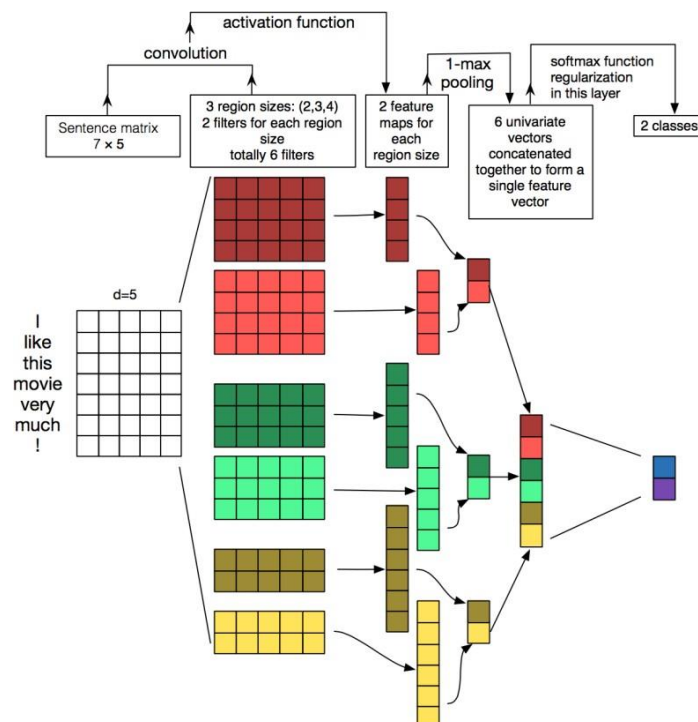 activation function
convolution
1-max
pooling
softmax function
regularization
in this layer
Sentence matrix
7 × 5
3 region sizes: (2,3,4)
2 filters for each region
size
totally 6 filters
2 feature
maps for
each
region size
6 univariate
vectors
concatenated
together to form a
single feature
vector
2 classes
d=5
I
like
this
movie
very
much
!